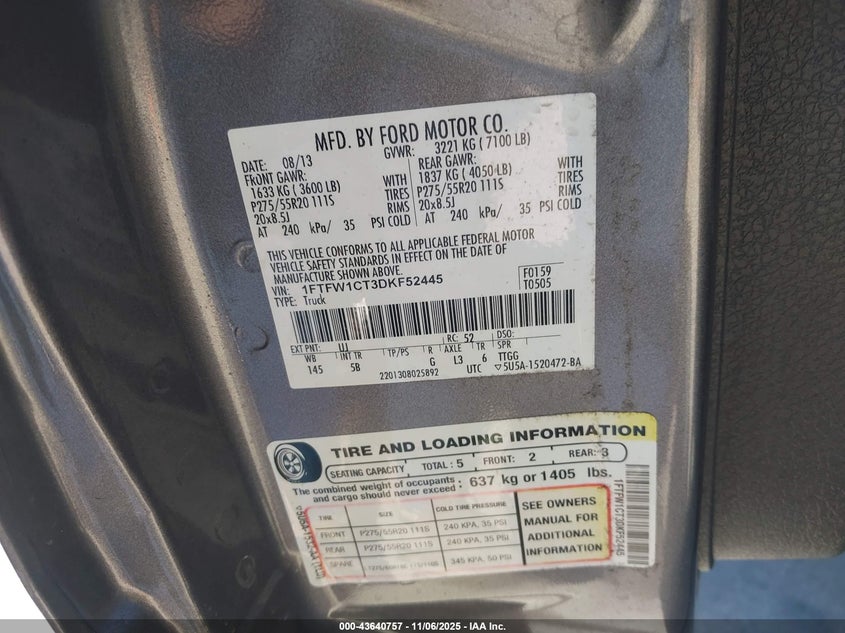 MFD. BY FORD MOTOR CO.
DATE: 08/13 GVWR: 3221 KG ( 7100 LB)
FRONT GAWR: REAR GAWR:
1633 KG ( 3600 LB) WITH 1837 KG ( 4050 LB) WITH
P275/55R20 111S TIRES P275/55R20 111S TIRES
20x8.5J RIMS 20x8.5J RIMS
AT 240 kPa/ 35 PSI COLD AT 240 kPa/ 35 PSI COLD
THIS VEHICLE CONFORMS TO ALL APPLICABLE FEDERAL MOTOR
VEHICLE SAFETY STANDARDS IN EFFECT ON THE DATE OF
MANUFACTURE SHOWN ABOVE.
VIN: 1FTFW1CT3DKF52445 F0159
TYPE: Truck T0505
EXT PNT: UJ RC: 52 DSO:
WB INT TR TP/PS R AXLE TR SPR
145 5B G L3 6 TTGG
2201308025892 UTC ▽5U5A-1520472-BA
TIRE AND LOADING INFORMATION
SEATING CAPACITY TOTAL: 5 FRONT: 2 REAR: 3
The combined weight of occupants
and cargo should never exceed : 637 kg or 1405 lbs.
TIRE SIZE COLD TIRE PRESSURE
FRONT P275/55R20 111S 240 KPA, 35 PSI
REAR P275/55R20 111S 240 KPA, 35 PSI
SPARE 345 KPA, 50 PSI
SEE OWNERS
MANUAL FOR
ADDITIONAL
INFORMATION
1FTFW1CT3DKF52445
000-43640757 - 11/06/2025 - IAA Inc.